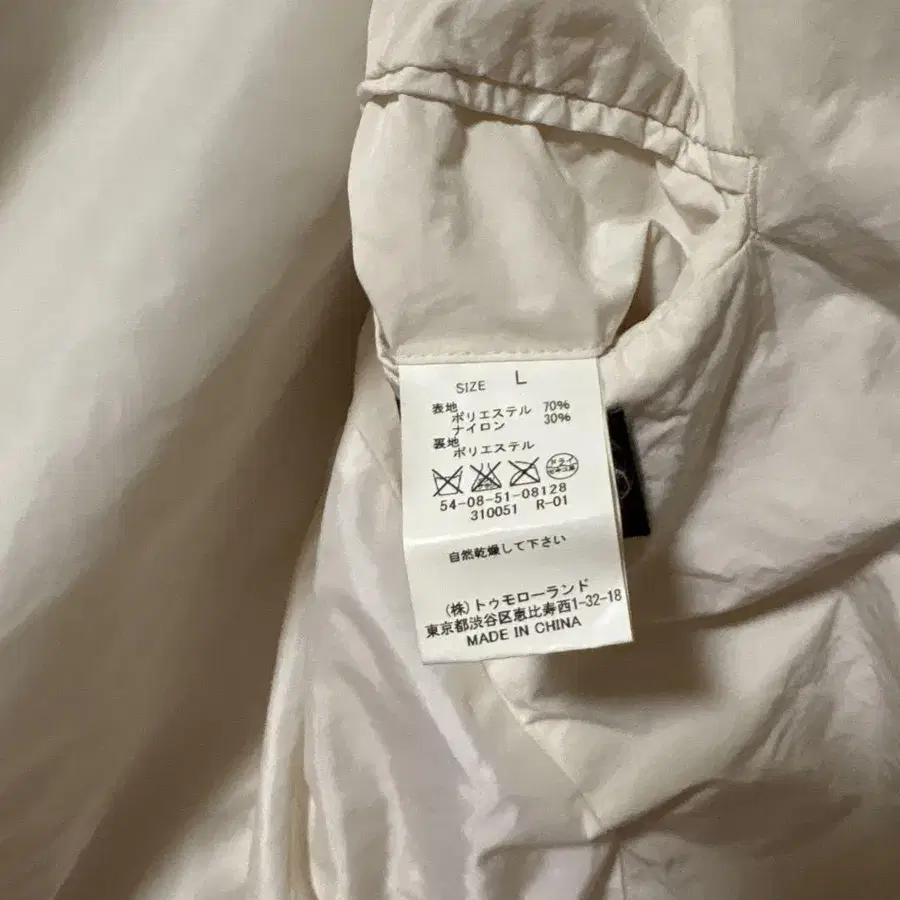 SIZE L
表地
ポリエステル 70%
ナイロン 30%
裏地
ポリエステル
ドライ
54-08-51-08128
310051 R-01
自然乾燥して下さい
(株)トゥモローランド
東京都渋谷区恵比寿西1-32-18
MADE IN CHINA